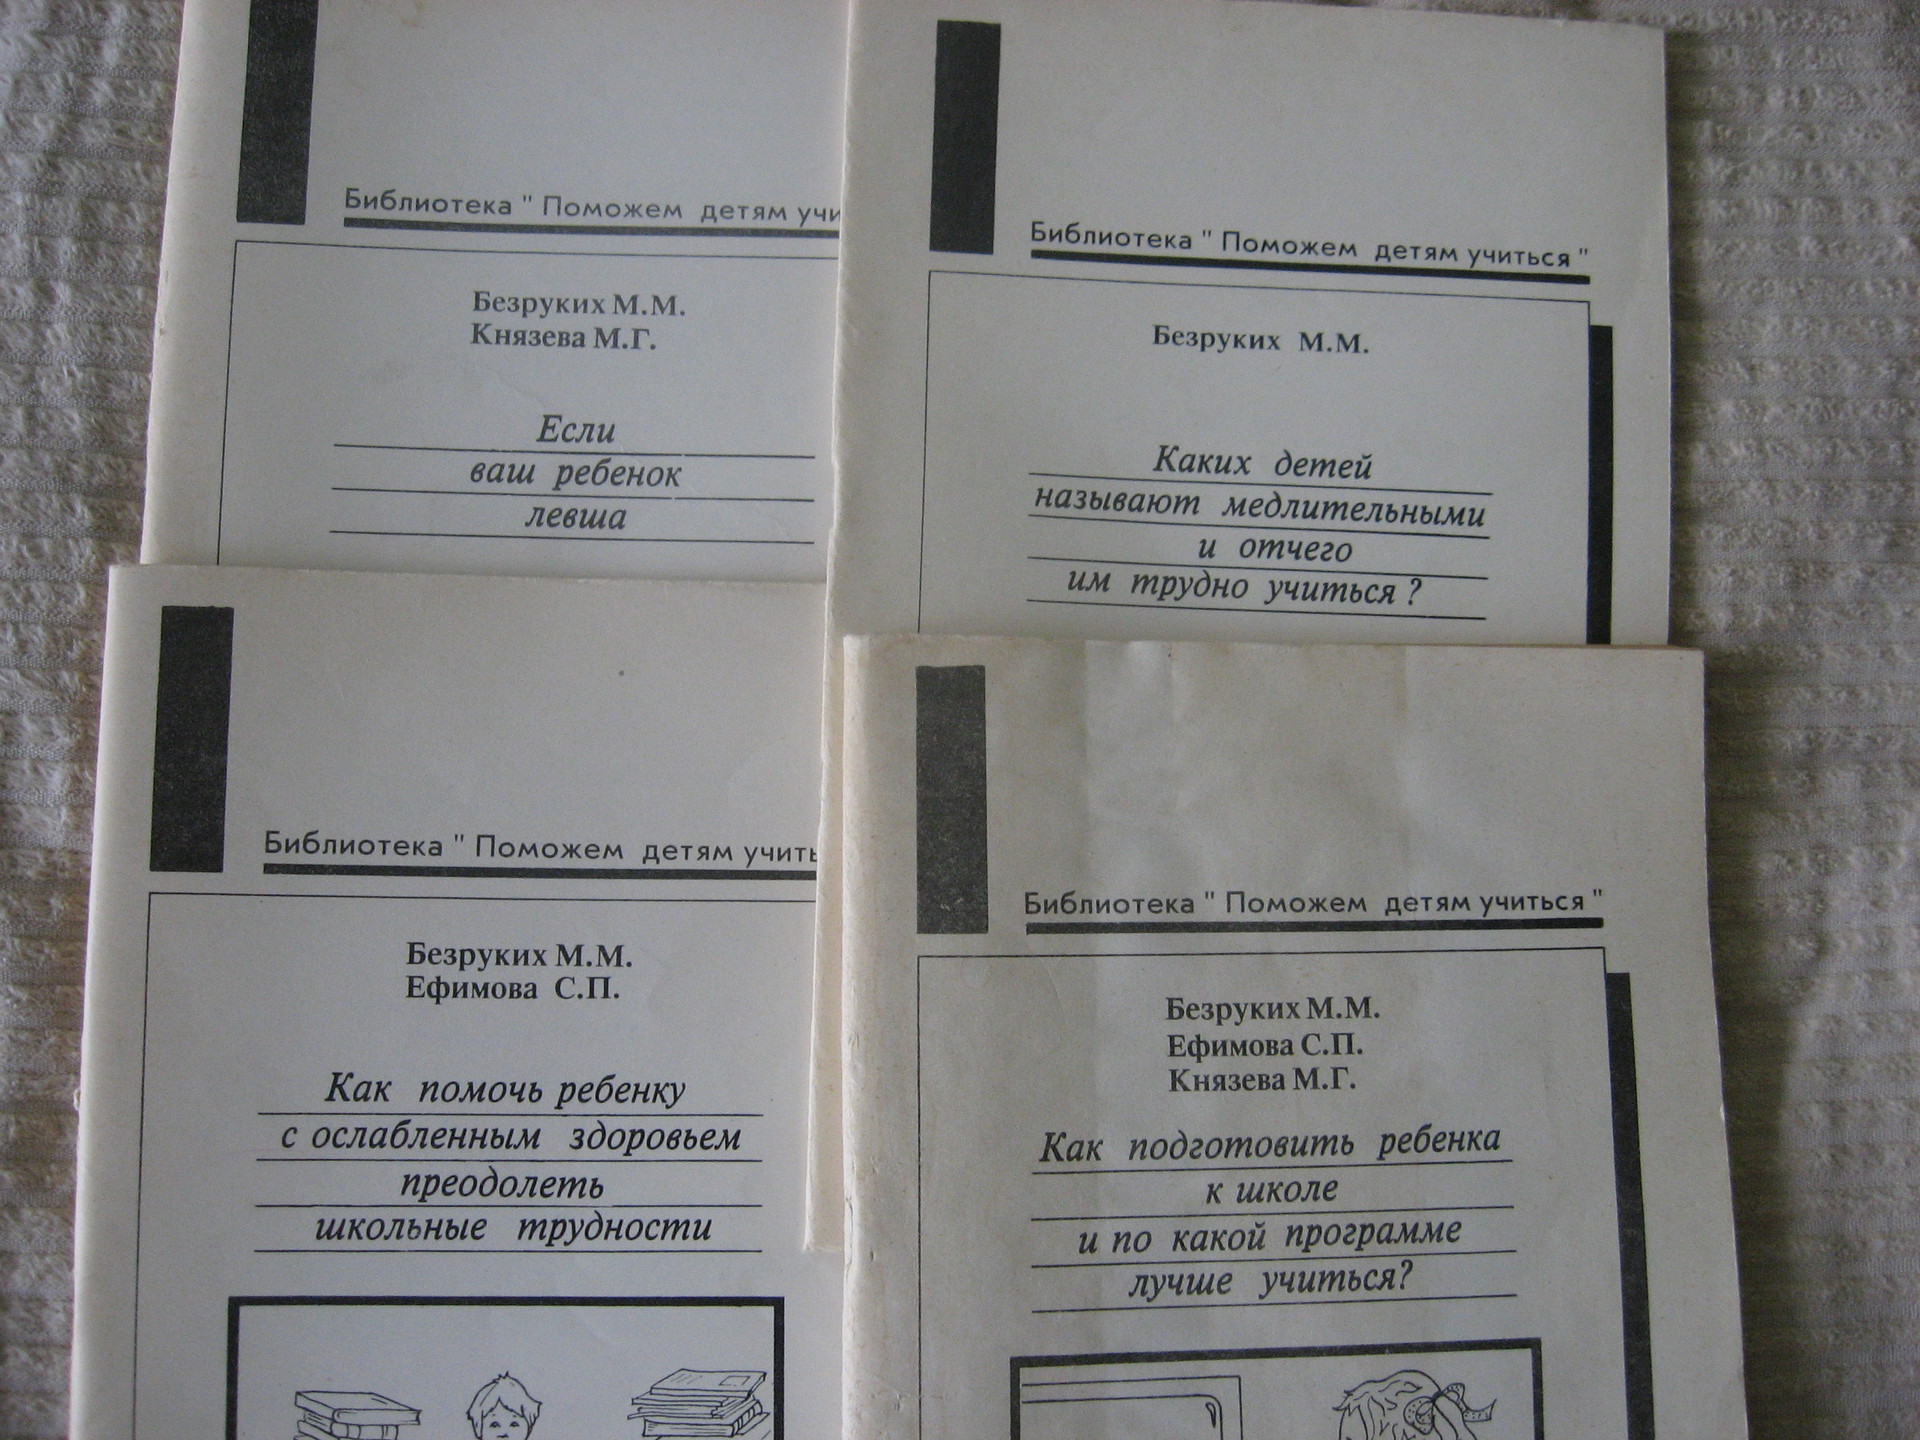 Библиотека " Поможем детям учи
Безруких М.М.
Князева М.Г.
Если
ваш ребенок
левша
Библиотека " Поможем детям учиться "
Безруких М.М.
Каких детей
называют медлительными
и отчего
им трудно учиться ?
Библиотека " Поможем детям учить
Безруких М.М.
Ефимова С.П.
Как помочь ребенку
с ослабленным здоровьем
преодолеть
школьные трудности
Библиотека " Поможем детям учиться "
Безруких М.М.
Ефимова С.П.
Князева М.Г.
Как подготовить ребенка
к школе
и по какой программе
лучше учиться?